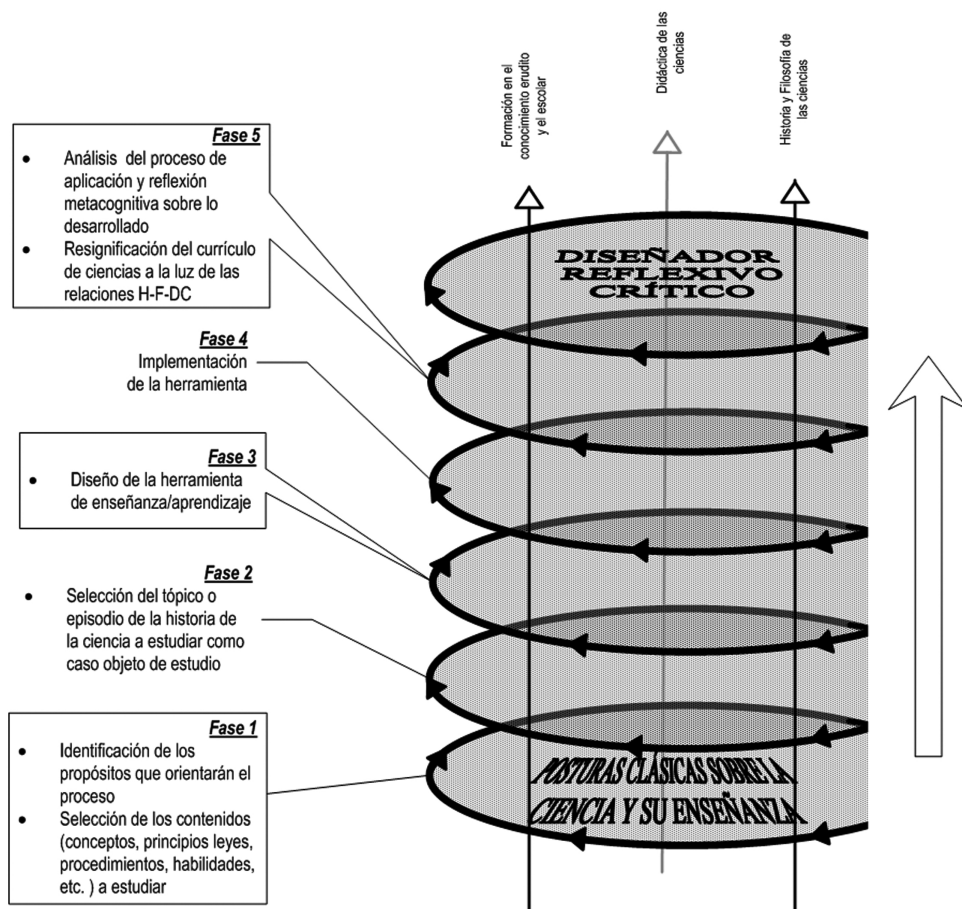 Formación en el
conocimiento erudito
y el escolar
Didáctica de las
ciencias
Historia y Filosofía de
las ciencias
Fase 5
• Análisis del proceso de
aplicación y reflexión
metacognitiva sobre lo
desarrollado
• Resignificación del currículo
de ciencias a la luz de las
relaciones H-F-DC
DISEÑADOR
REFLEXIVO
CRÍTICO
Fase 4
Implementación
de la herramienta
Fase 3
• Diseño de la herramienta
de enseñanza/aprendizaje
Fase 2
• Selección del tópico o
episodio de la historia de
la ciencia a estudiar como
caso objeto de estudio
Fase 1
• Identificación de los
propósitos que orientarán el
proceso
• Selección de los contenidos
(conceptos, principios leyes,
procedimientos, habilidades,
etc. ) a estudiar
POSTURAS CLÁSICAS SOBRE LA
CIENCIA Y SU ENSEÑANZA